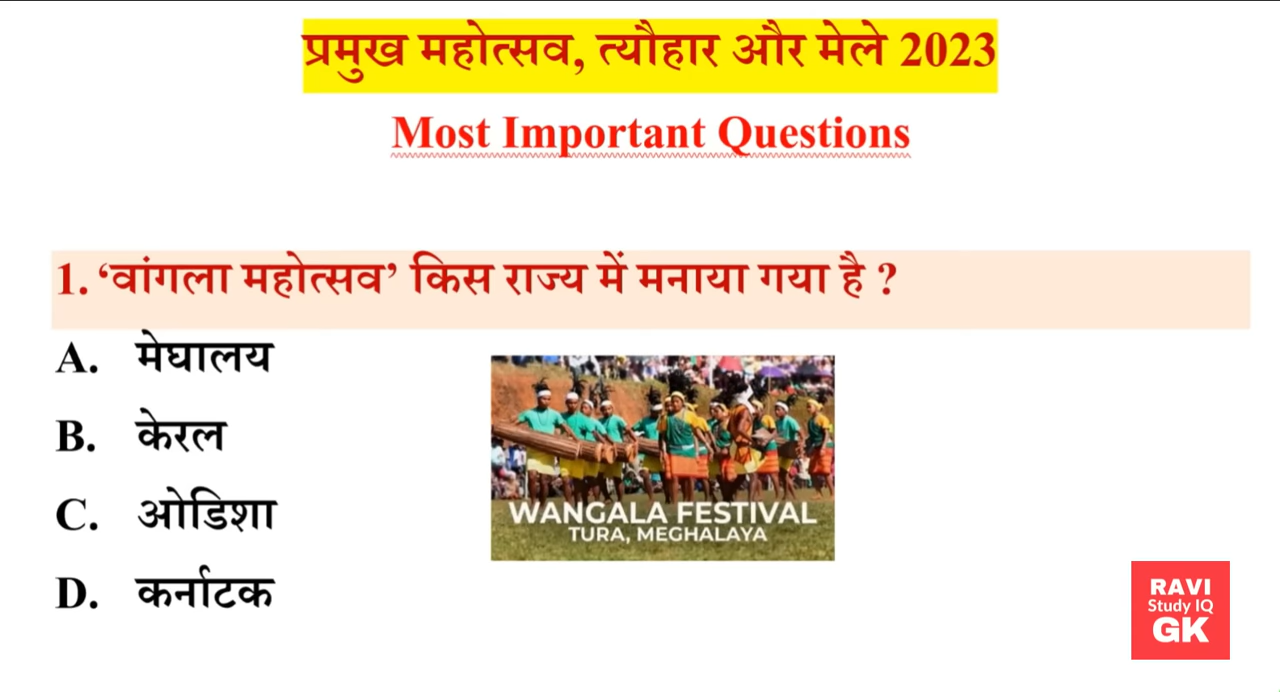 प्रमुख महोत्सव, त्यौहार और मेले 2023
Most Important Questions
1. ‘वांगला महोत्सव’ किस राज्य में मनाया गया है ?
A. मेघालय
B. केरल
C. ओडिशा
D. कर्नाटक
WANGALA FESTIVAL
TURA, MEGHALAYA
RAVI
Study IQ
GK